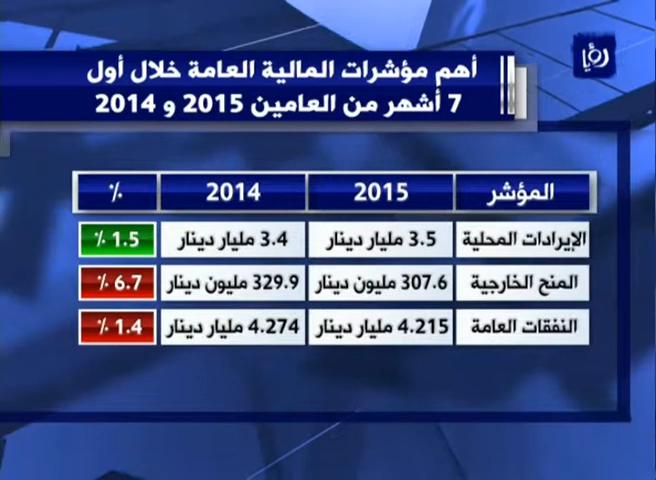 رؤيا
أهم مؤشرات المالية العامة خلال أول
7 أشهر من العامين 2015 و 2014
المؤشر 2015 2014 %
الإيرادات المحلية 3.5 مليار دينار 3.4 مليار دينار 1.5 %
المنح الخارجية 307.6 مليون دينار 329.9 مليون دينار 6.7 %
النفقات العامة 4.215 مليار دينار 4.274 مليار دينار 1.4 %